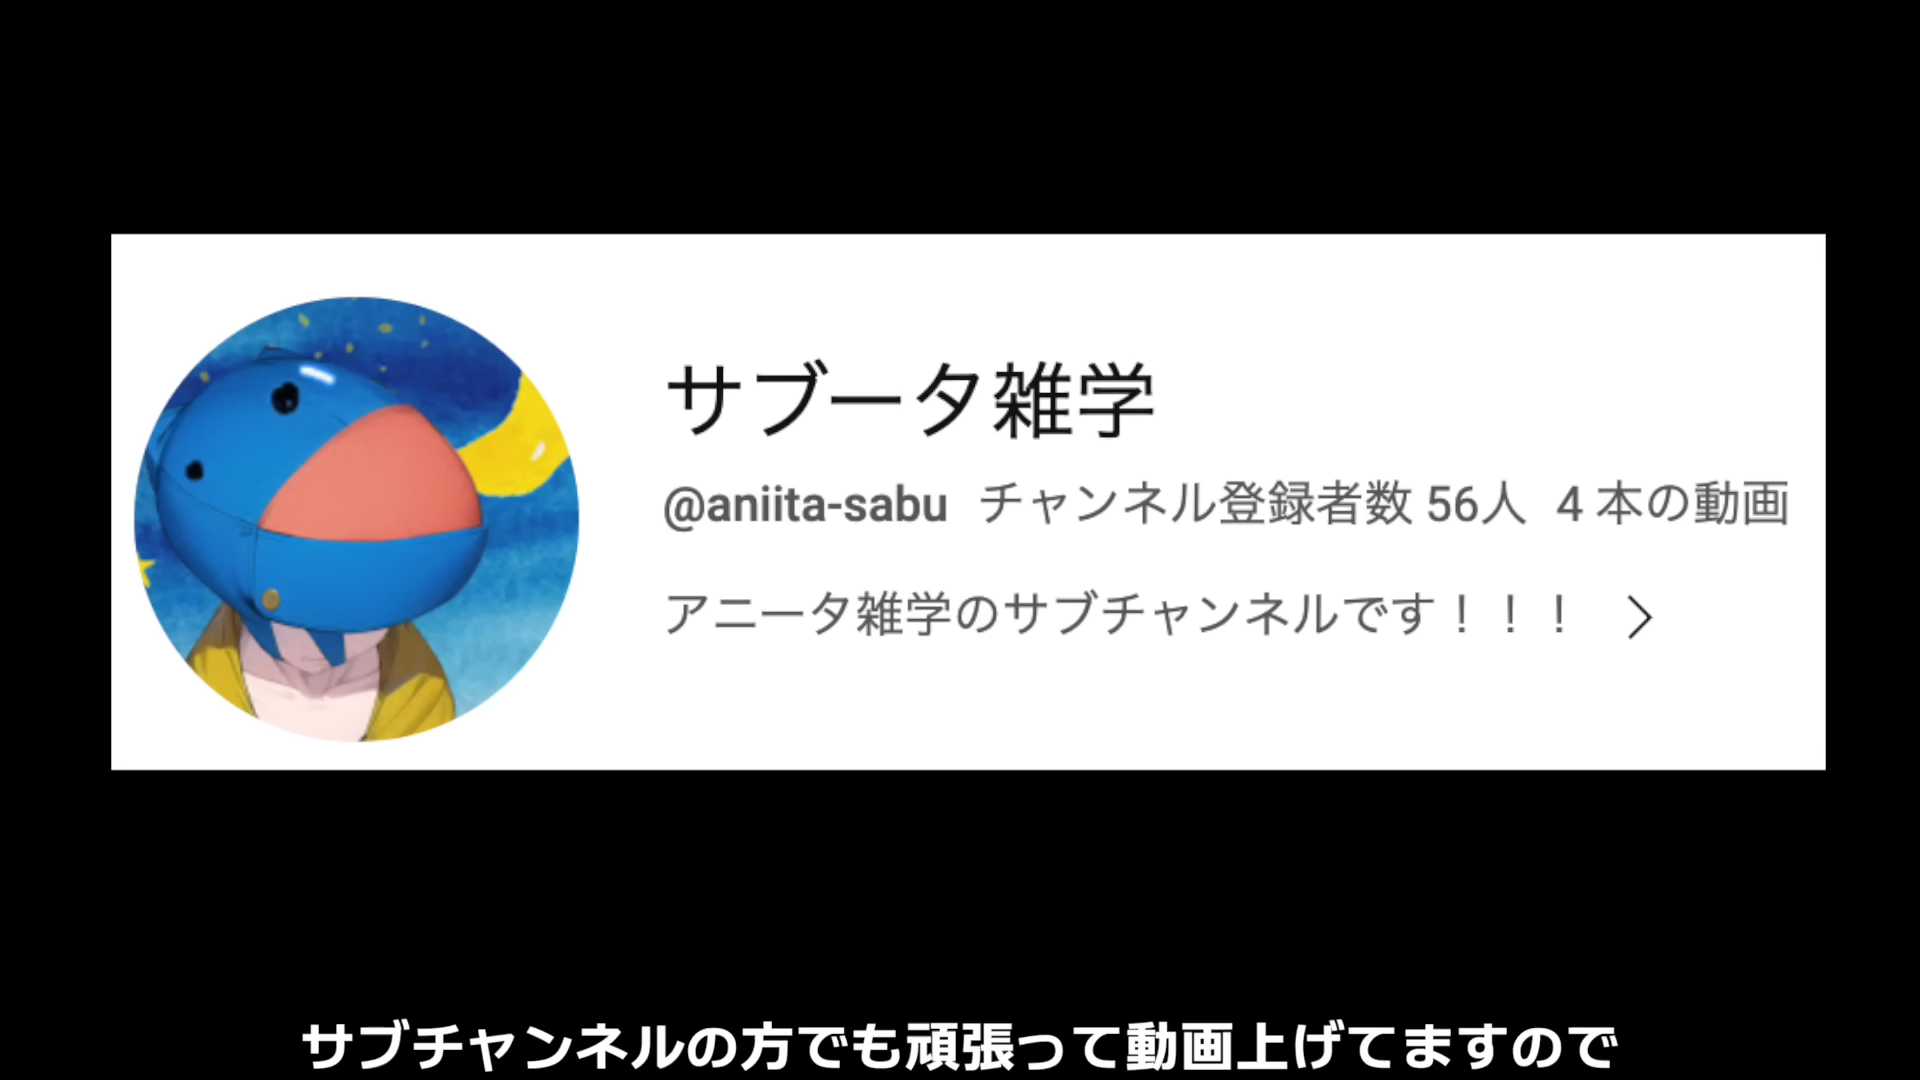 サブータ雑学
@aniita-sabu チャンネル登録者数 56人 4 本の動画
アニータ雑学のサブチャンネルです！！！
サブチャンネルの方でも頑張って動画上げてますので